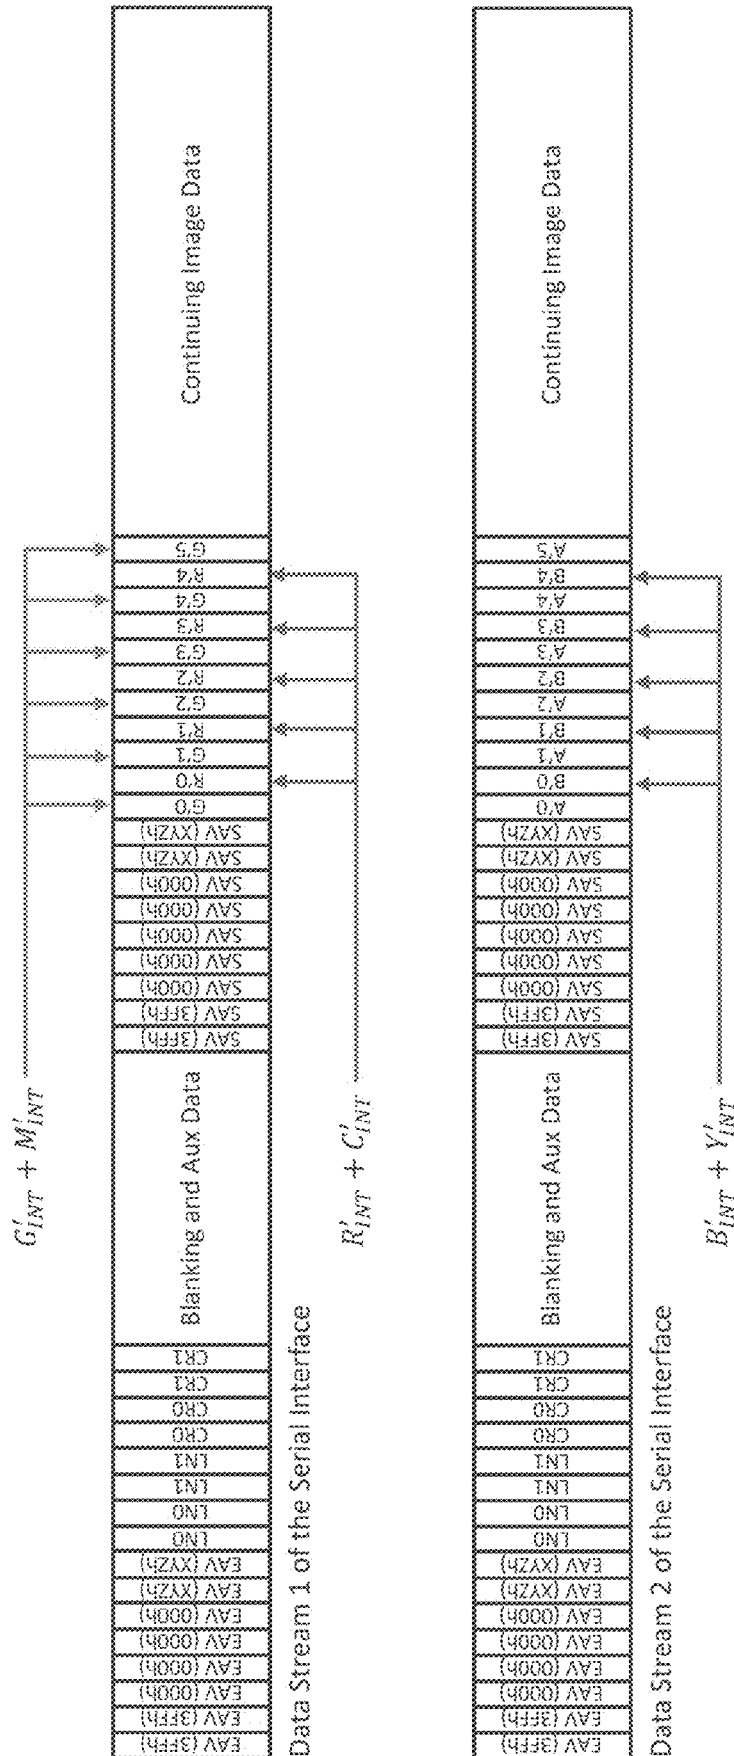 G'INT + M'INT
EAV (3FFh)
EAV (3FFh)
EAV (000h)
EAV (000h)
EAV (000h)
EAV (000h)
EAV (XYZh)
EAV (XYZh)
LN0
LN0
LN1
LN1
CR0
CR0
CR1
CR1
Blanking and Aux Data
SAV (3FFh)
SAV (3FFh)
SAV (000h)
SAV (000h)
SAV (000h)
SAV (000h)
SAV (000h)
SAV (XYZh)
SAV (XYZh)
G'0
R'0
G'1
R'1
G'2
R'2
G'3
R'3
G'4
R'4
G'5
Continuing Image Data
Data Stream 1 of the Serial Interface
R'INT + C'INT
EAV (3FFh)
EAV (3FFh)
EAV (000h)
EAV (000h)
EAV (000h)
EAV (000h)
EAV (XYZh)
EAV (XYZh)
LN0
LN0
LN1
LN1
CR0
CR0
CR1
CR1
Blanking and Aux Data
SAV (3FFh)
SAV (3FFh)
SAV (000h)
SAV (000h)
SAV (000h)
SAV (000h)
SAV (000h)
SAV (XYZh)
SAV (XYZh)
A'0
B'0
A'1
B'1
A'2
B'2
A'3
B'3
A'4
B'4
A'5
Continuing Image Data
Data Stream 2 of the Serial Interface
B'INT + Y'INT